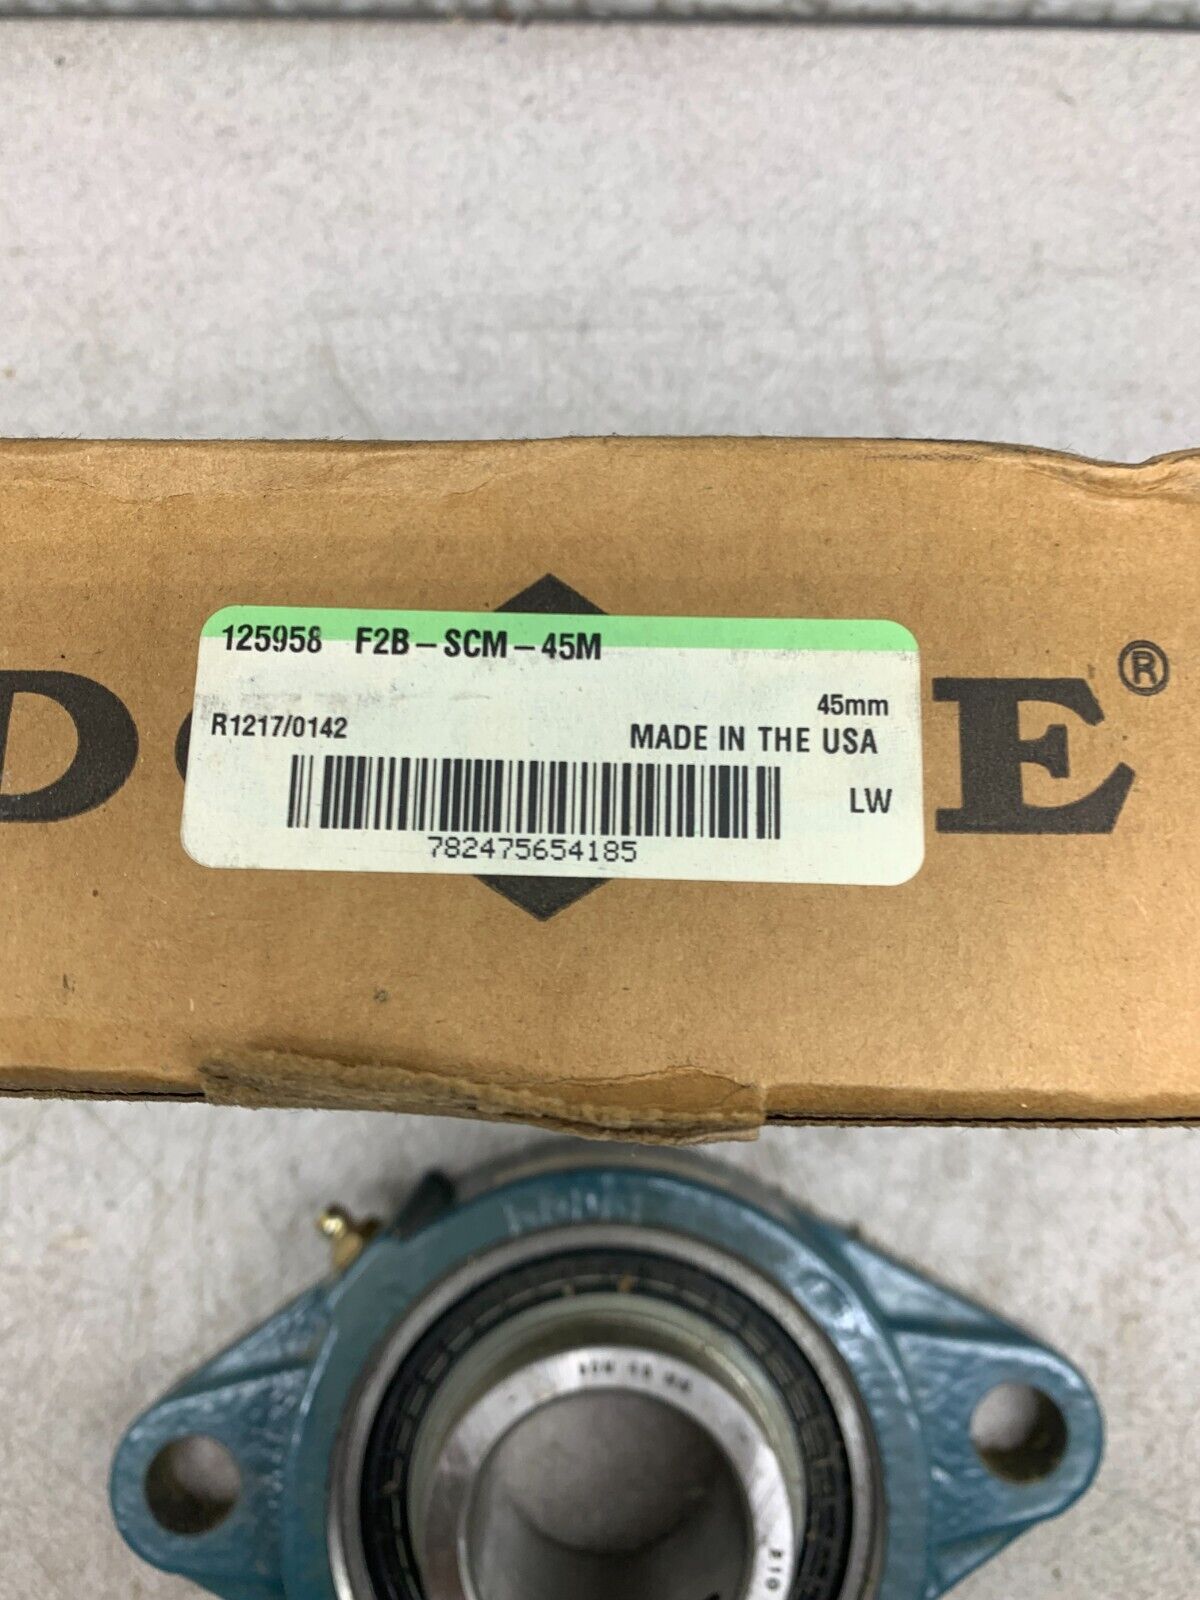 125958 F2B-SCM-45M
45mm
R1217/0142 MADE IN THE USA
LW
782475654185
D E®